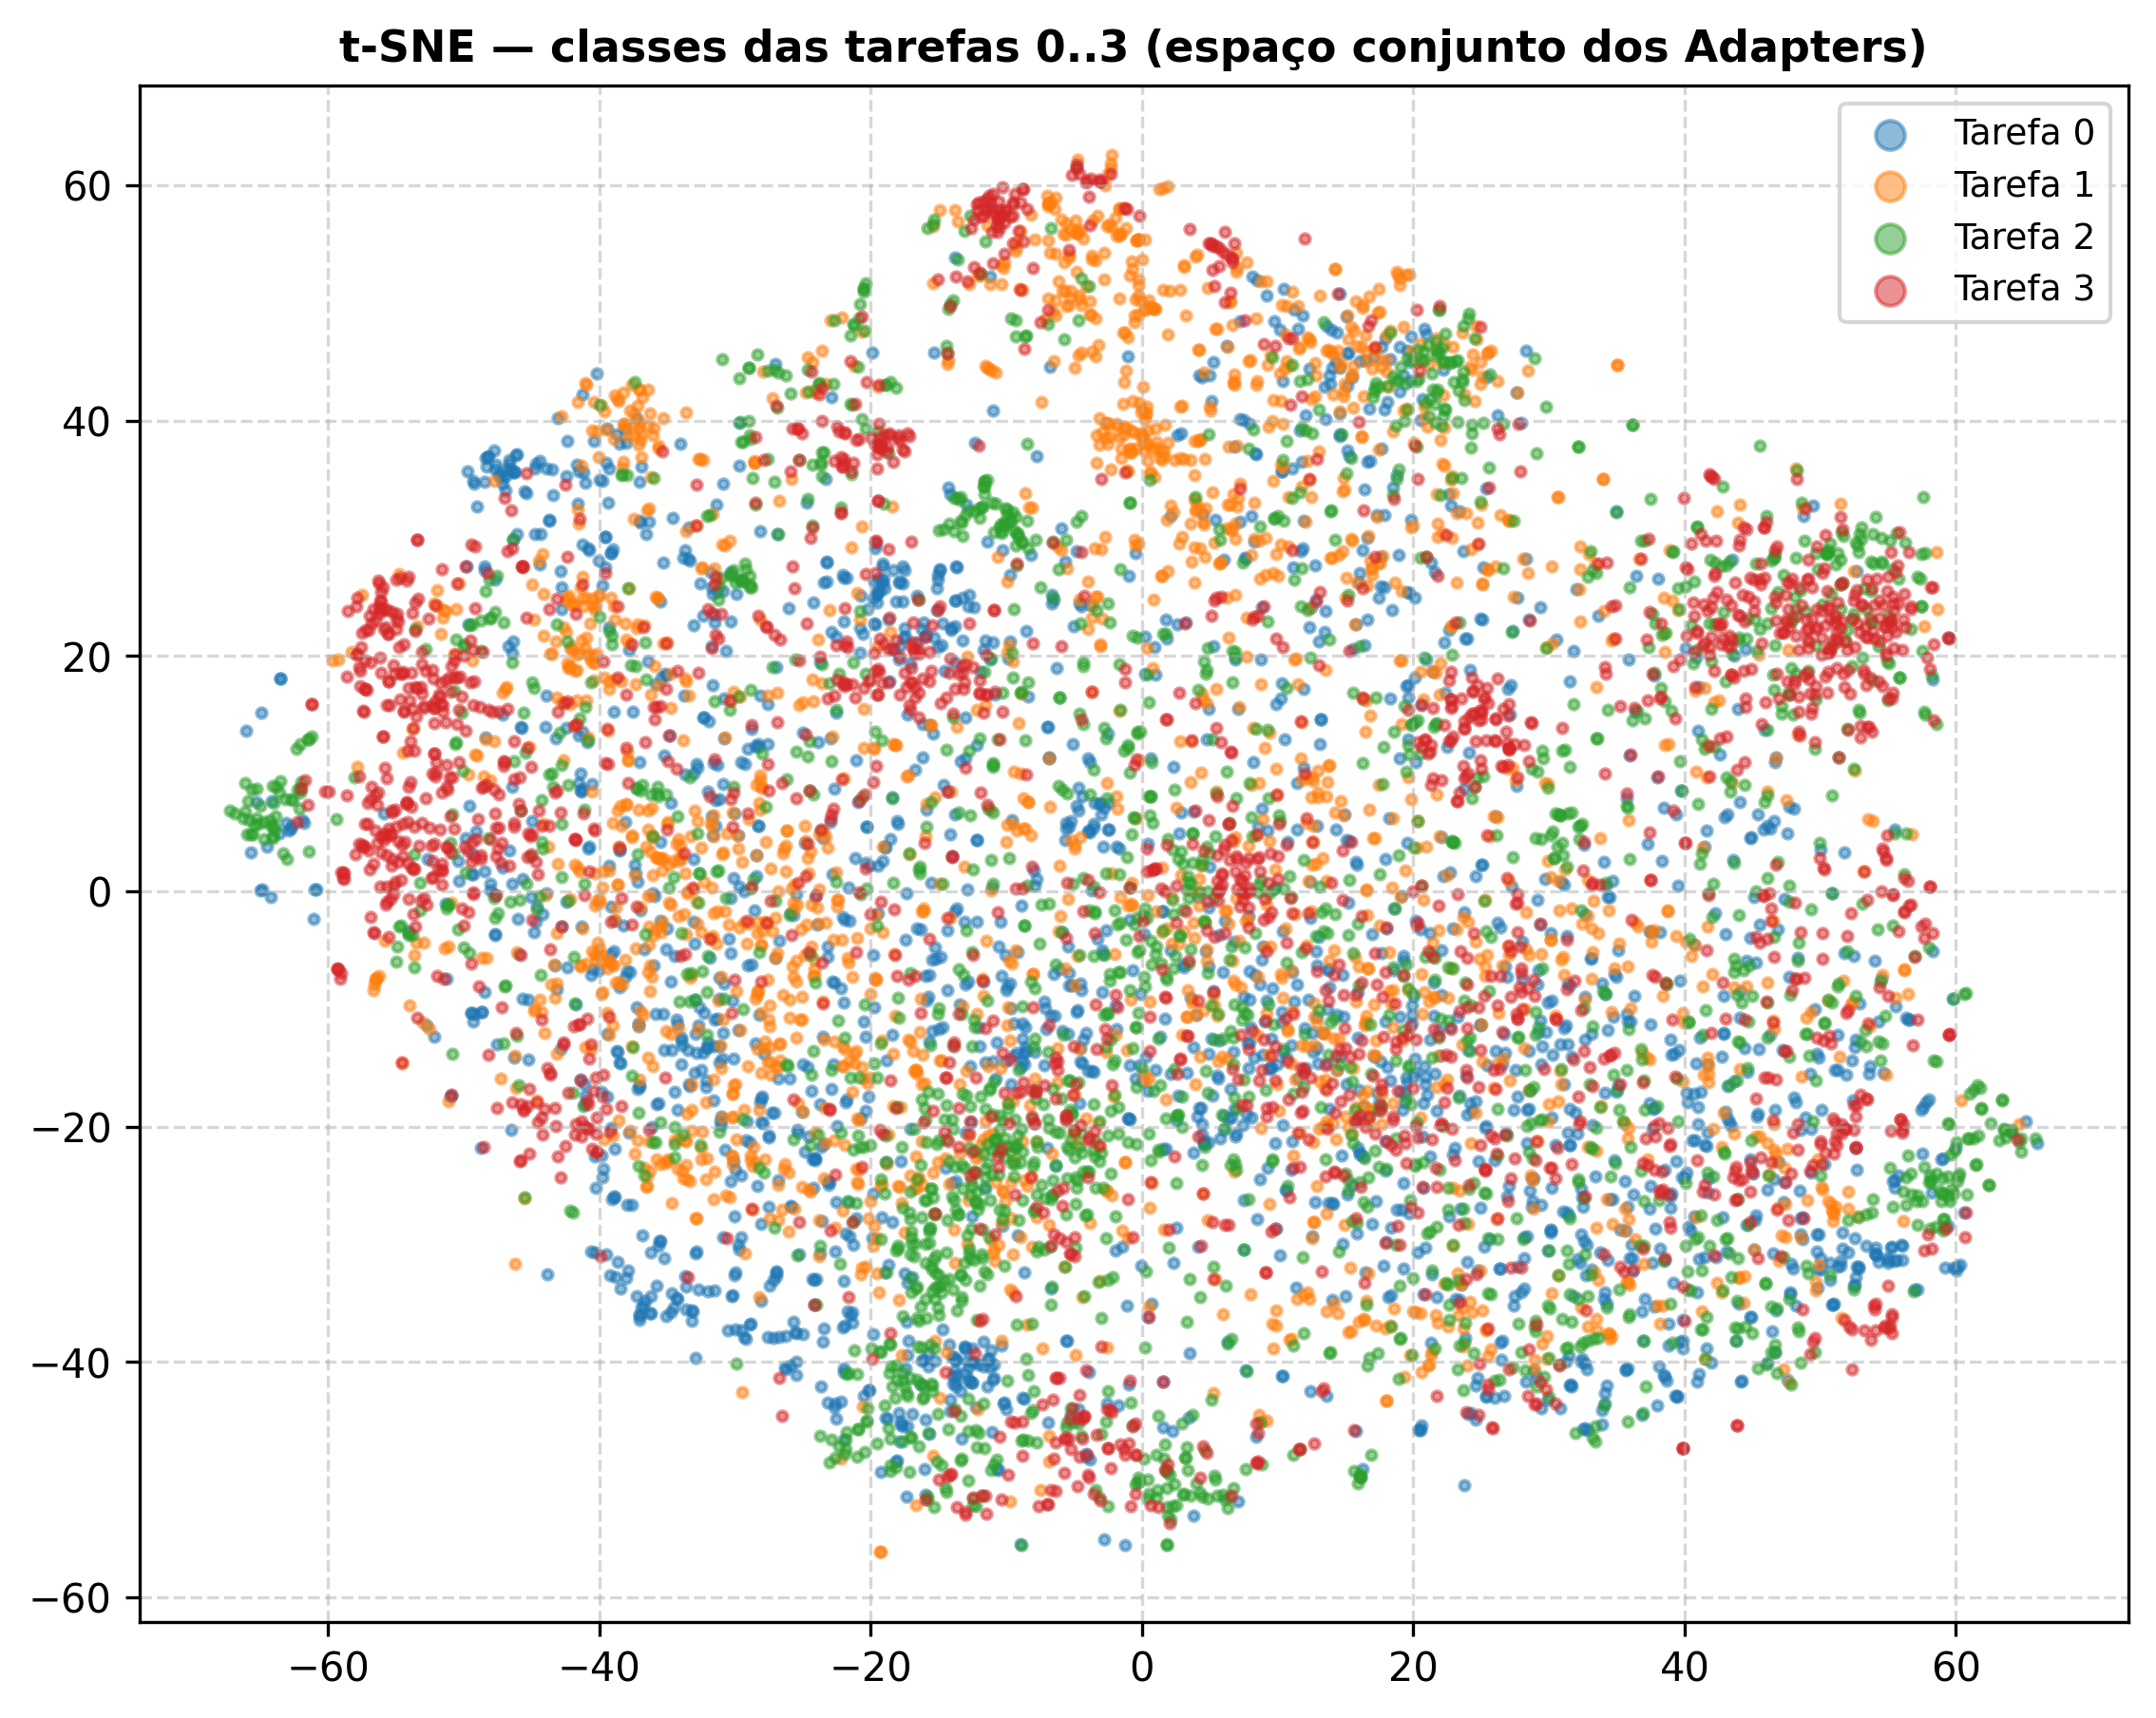 t-SNE — classes das tarefas 0..3 (espaço conjunto dos Adapters)
Tarefa 0
Tarefa 1
Tarefa 2
Tarefa 3
60
40
20
0
−20
−40
−60
−60 −40 −20 0 20 40 60